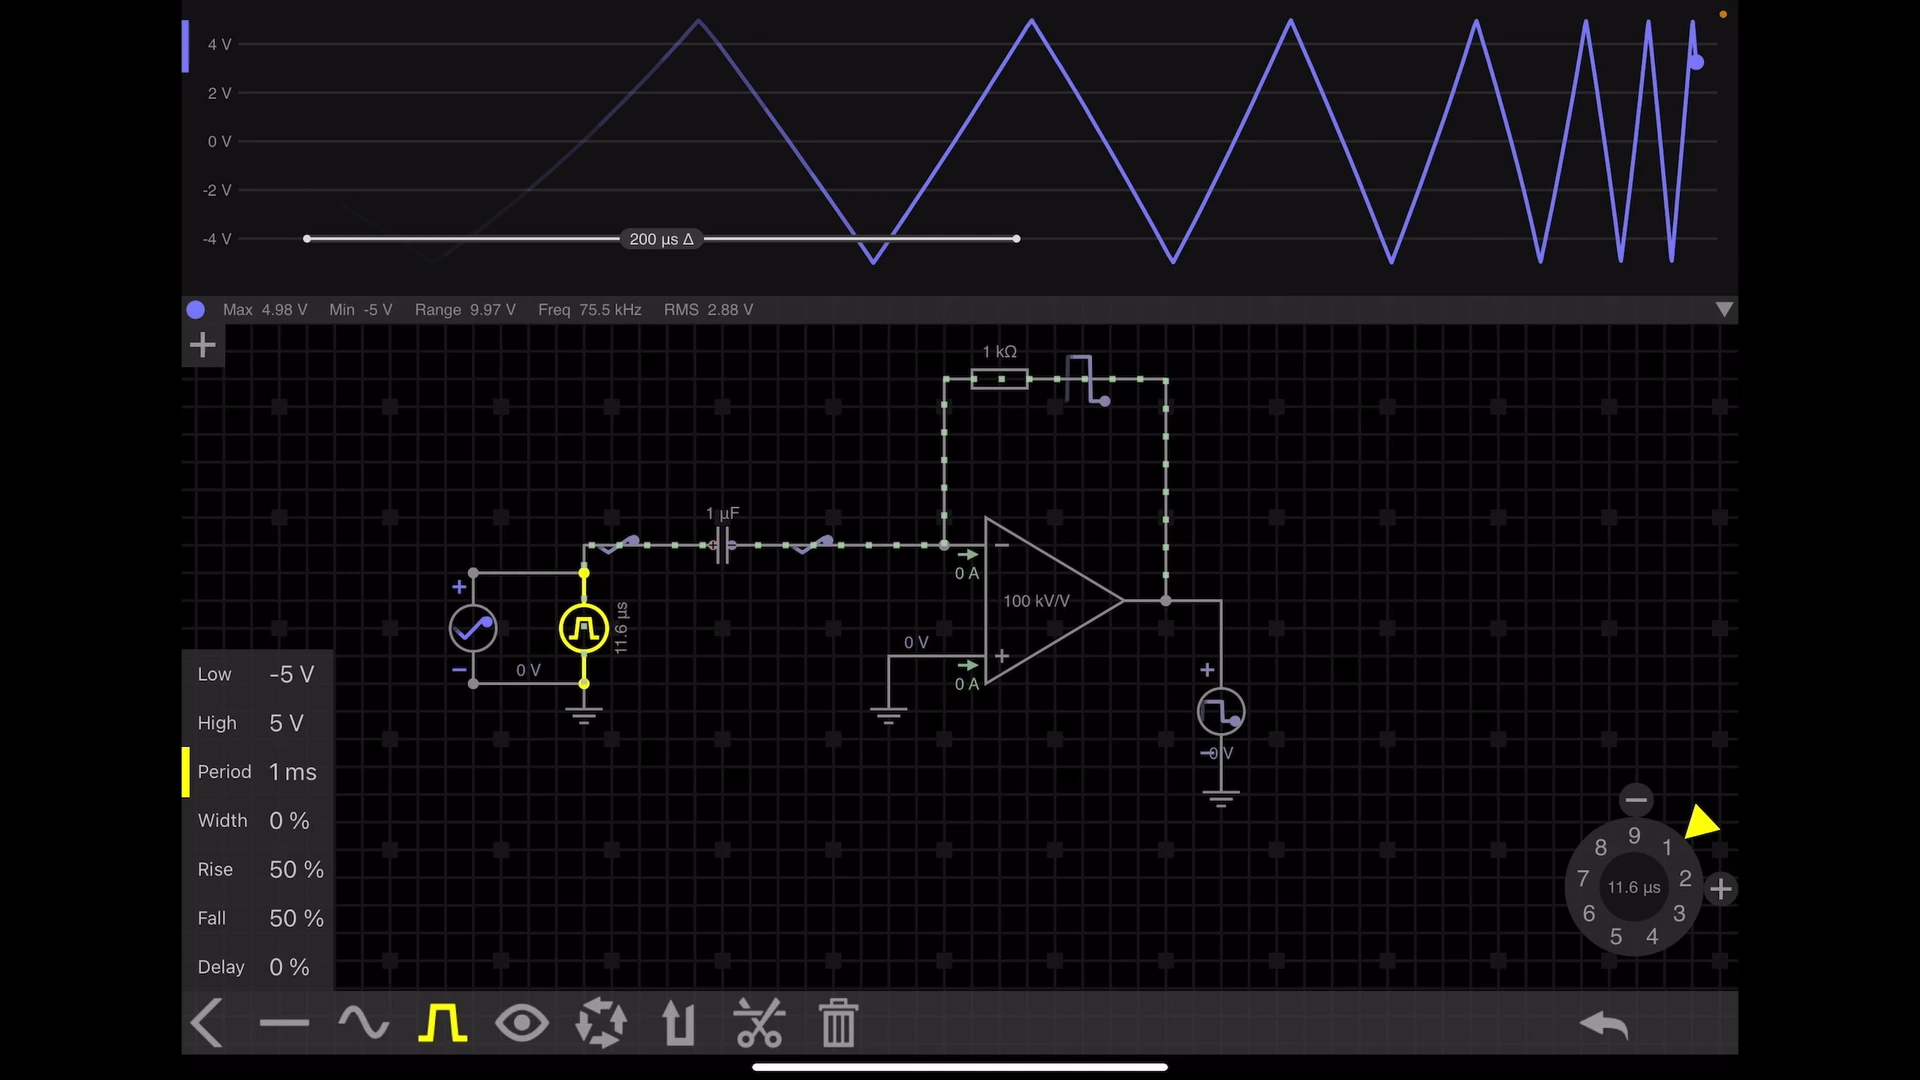 4 V
2 V
0 V
-2 V
-4 V
200 µs Δ
Max 4.98 V Min -5 V Range 9.97 V Freq 75.5 kHz RMS 2.88 V
+
1 kΩ
1 µF
+
−
0 V
11.6 µs
−
0 A
100 kV/V
0 V
+
0 A
+
−0 V
Low -5 V
High 5 V
Period 1 ms
Width 0 %
Rise 50 %
Fall 50 %
Delay 0 %
−
9
8 1
7 11.6 µs 2 +
6 3
5 4